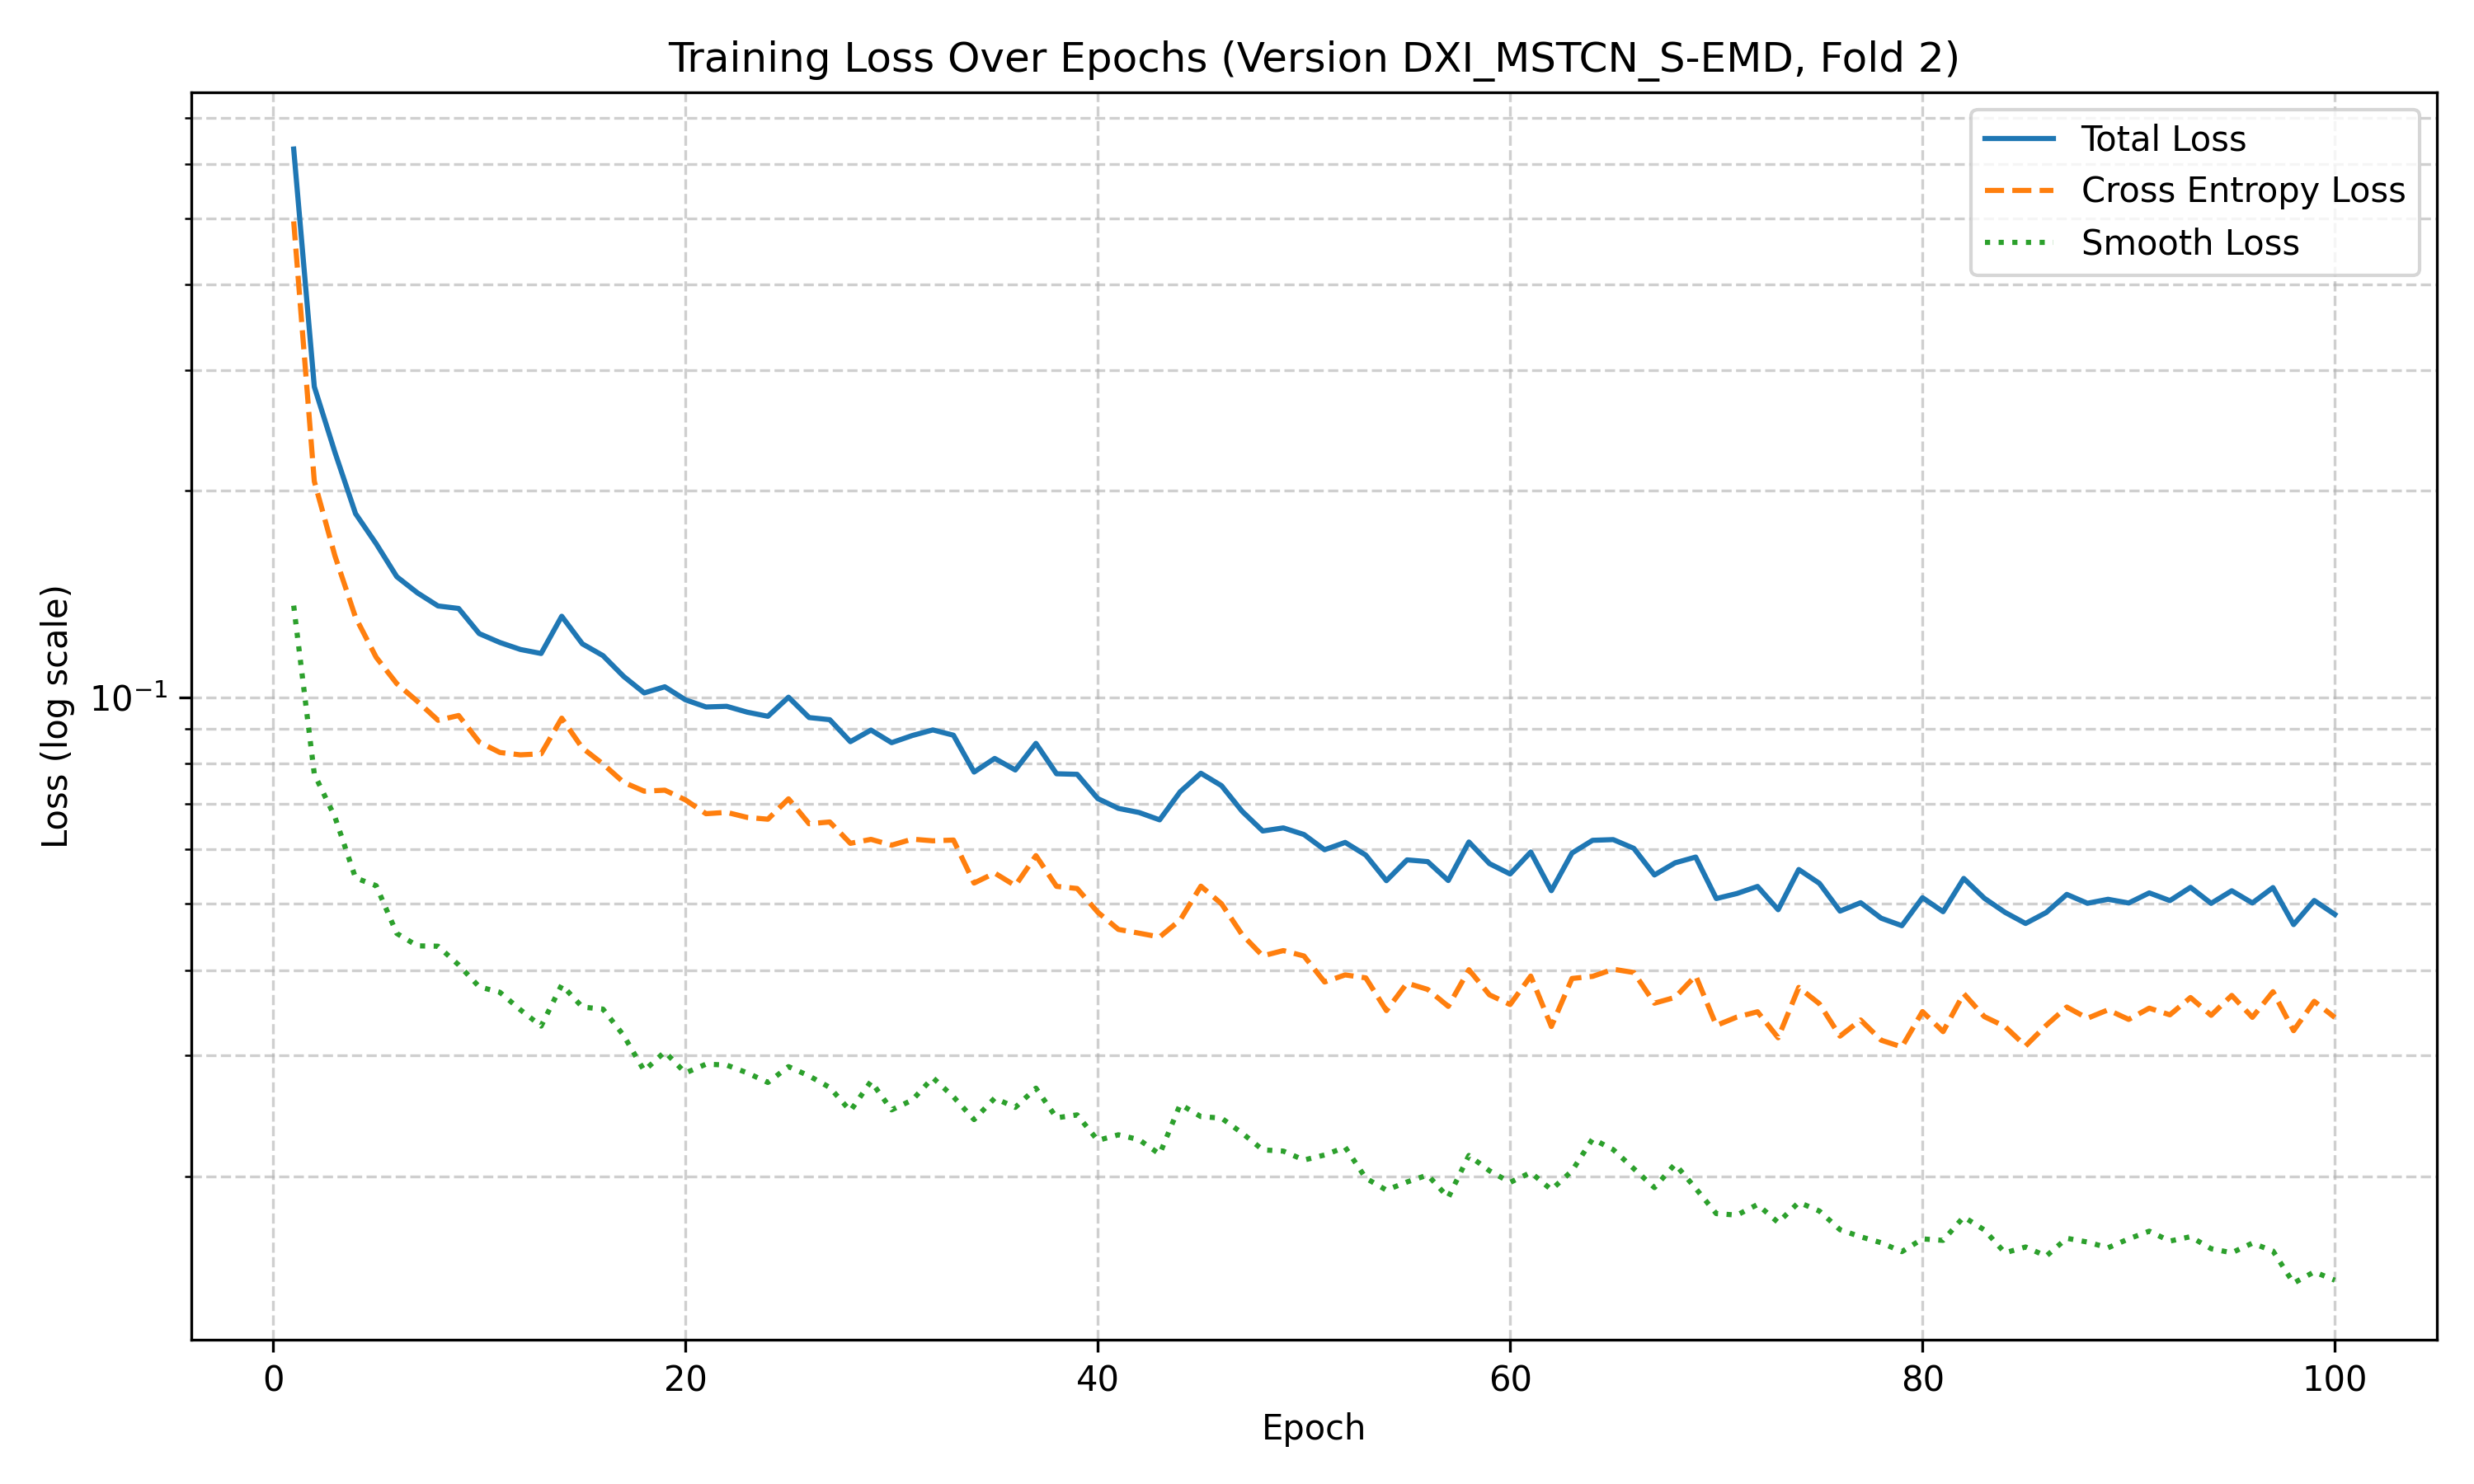 Training Loss Over Epochs (Version DXI_MSTCN_S-EMD, Fold 2)
Total Loss
Cross Entropy Loss
Smooth Loss
Loss (log scale)
10⁻¹
0 20 40 60 80 100
Epoch